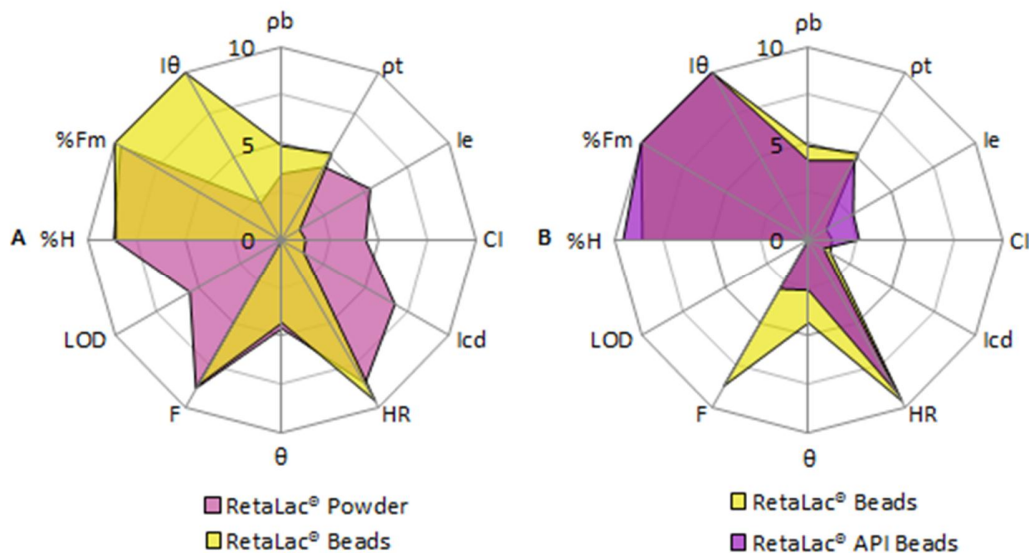 ρb
10
Iθ
ρt
%Fm
5
Ie
A
%H
0
CI
LOD
Icd
F
HR
θ
RetaLac® Powder
RetaLac® Beads
ρb
10
Iθ
ρt
%Fm
5
Ie
B
%H
0
CI
LOD
Icd
F
HR
θ
RetaLac® Beads
RetaLac® API Beads